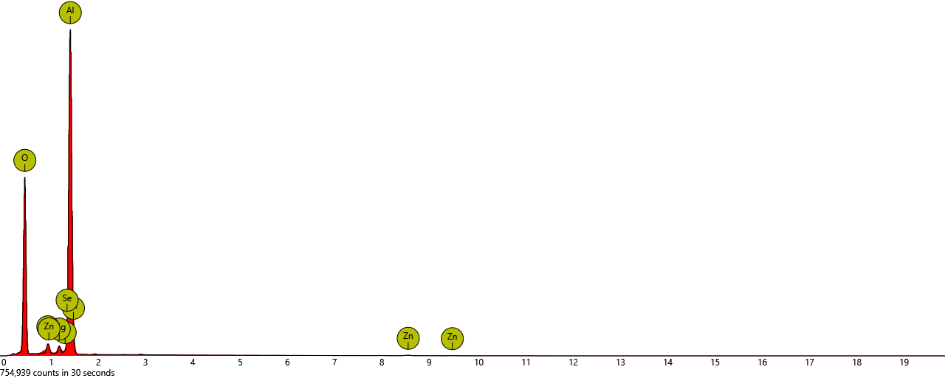 Al
O
Se
Zn g
Zn Zn
0 1 2 3 4 5 6 7 8 9 10 11 12 13 14 15 16 17 18 19
754,939 counts in 30 seconds